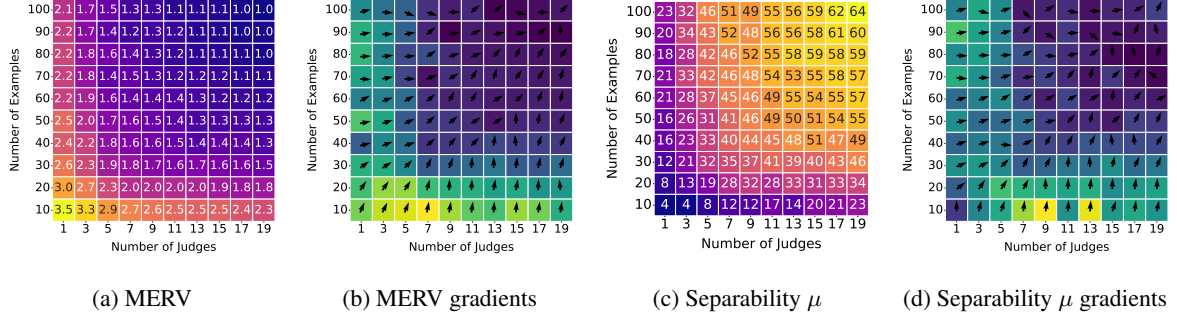 Number of Examples
100 2.1 1.7 1.5 1.3 1.3 1.1 1.1 1.1 1.0 1.0
90 2.2 1.7 1.4 1.2 1.2 1.1 1.1 1.1 1.0 1.0
80 2.2 1.8 1.6 1.4 1.3 1.2 1.1 1.1 1.1 1.0
70 2.2 1.8 1.5 1.4 1.3 1.2 1.2 1.2 1.1 1.1
60 2.2 1.9 1.4 1.4 1.3 1.3 1.2 1.2
50 2.5 2.0 1.7 1.5 1.5 1.4 1.3 1.3 1.3 1.2
40 2.4 2.2 1.8 1.6 1.6 1.5 1.4 1.4 1.4 1.3
30 2.6 2.3 1.9 1.8 1.7 1.6 1.6 1.6 1.6 1.5
20 3.0 2.7 2.3 2.0 2.0 2.0 2.0 1.9 1.8 1.8
10 3.5 3.3 2.9 2.7 2.6 2.5 2.5 2.5 2.4 2.3
1 3 5 7 9 11 13 15 17 19
Number of Judges
(a) MERV
Number of Examples
100
90
80
70
60
50
40
30
20
10
1 3 5 7 9 11 13 15 17 19
Number of Judges
(b) MERV gradients
Number of Examples
100 23 32 46 51 49 55 56 59 62 64
90 20 34 43 52 48 56 56 58 61 60
80 18 28 42 46 52 55 58 59 58 59
70 21 33 42 46 48 54 53 55 58 57
60 21 28 37 45 46 49 55 54 55 57
50 16 26 31 41 46 49 50 51 54 55
40 16 23 33 40 44 45 48 51 47 49
30 12 21 32 35 37 41 39 40 43 46
20 8 13 19 28 32 28 33 31 33 34
10 4 4 8 12 12 17 14 20 21 23
1 3 5 7 9 11 13 15 17 19
Number of Judges
(c) Separability μ
Number of Examples
100
90
80
70
60
50
40
30
20
10
1 3 5 7 9 11 13 15 17 19
Number of Judges
(d) Separability μ gradients